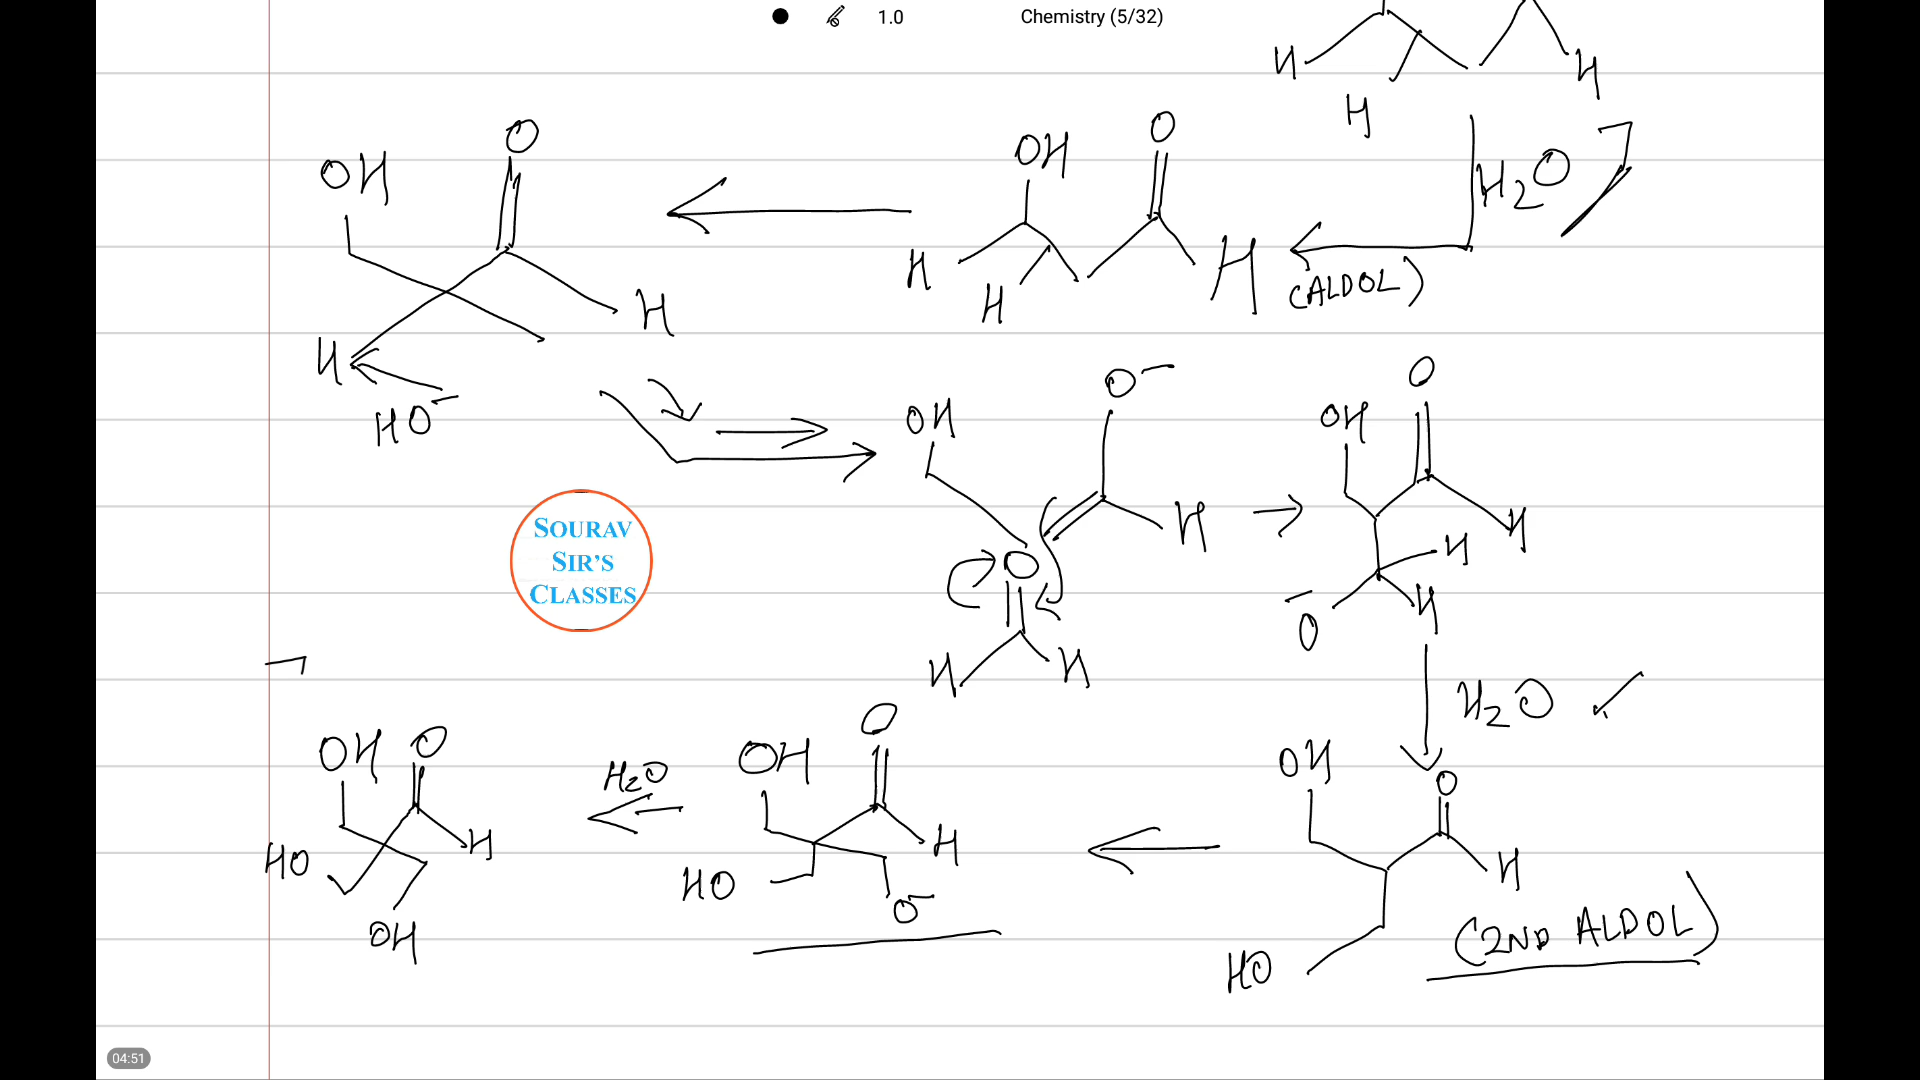 1.0 Chemistry (5/32)
H H
H
H2O
(ALDOL)
OH O
H H H
OH O
H H
HO−
OH O−
H
O
H H
OH O
H H H
O−
H2O
SOURAV
SIR'S
CLASSES
OH O
H
HO
(2ND ALDOL)
OH O
H
HO O−
H2O
OH O
H
HO
OH
04:51